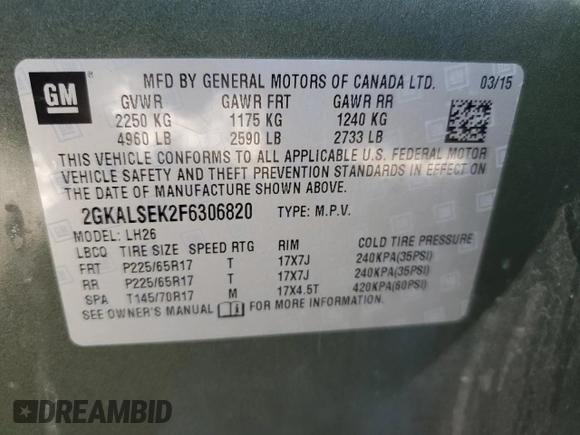 GM ®
MFD BY GENERAL MOTORS OF CANADA LTD. 03/15
GVWR GAWR FRT GAWR RR
2250 KG 1175 KG 1240 KG
4960 LB 2590 LB 2733 LB
THIS VEHICLE CONFORMS TO ALL APPLICABLE U.S. FEDERAL MOTOR
VEHICLE SAFETY AND THEFT PREVENTION STANDARDS IN EFFECT ON
THE DATE OF MANUFACTURE SHOWN ABOVE.
2GKALSEK2F6306820 TYPE: M.P.V.
MODEL: LH26
LBCQ TIRE SIZE SPEED RTG RIM COLD TIRE PRESSURE
FRT P225/65R17 T 17X7J 240KPA(35PSI)
RR P225/65R17 T 17X7J 240KPA(35PSI)
SPA T145/70R17 M 17X4.5T 420KPA(60PSI)
SEE OWNER'S MANUAL FOR MORE INFORMATION.
DREAMBID